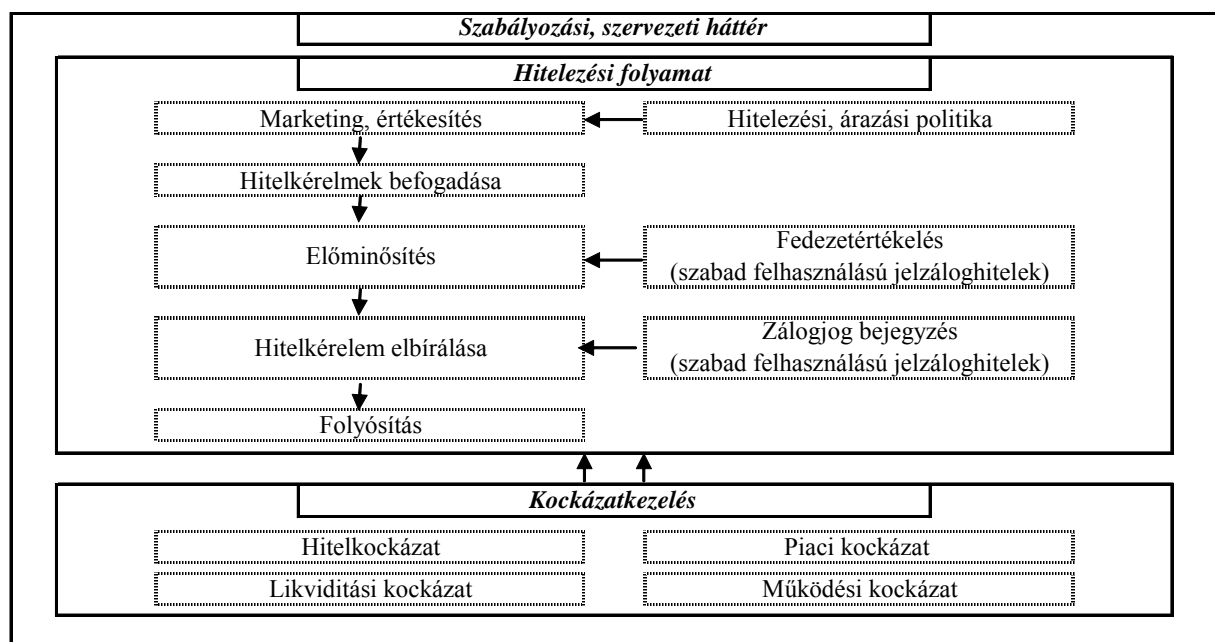 Szabályozási, szervezeti háttér
Hitelezési folyamat
Marketing, értékesítés
Hitelezési, árazási politika
Hitelkérelmek befogadása
Előminősítés
Fedezetértékelés
(szabad felhasználású jelzáloghitelek)
Hitelkérelem elbírálása
Zálogjog bejegyzés
(szabad felhasználású jelzáloghitelek)
Folyósítás
Kockázatkezelés
Hitelkockázat
Piaci kockázat
Likviditási kockázat
Működési kockázat